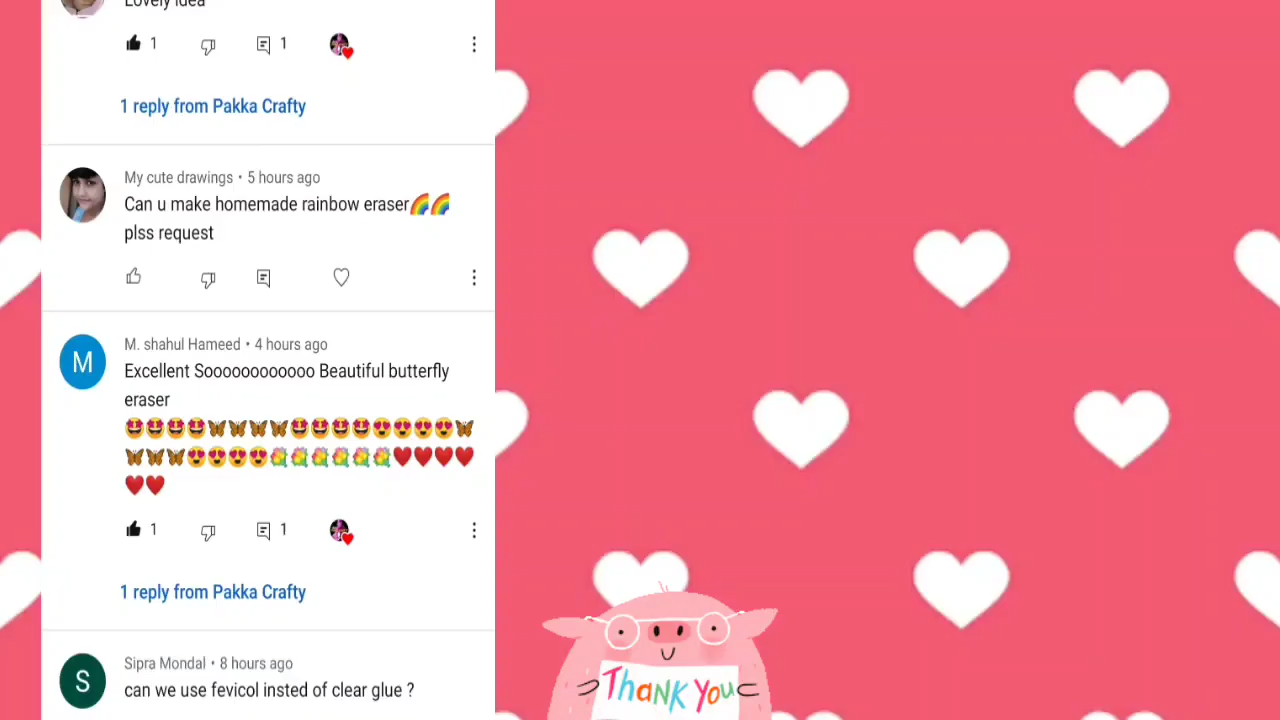 Lovely idea
1
1
1 reply from Pakka Crafty
My cute drawings • 5 hours ago
Can u make homemade rainbow eraser🌈🌈
plss request
M
M. shahul Hameed • 4 hours ago
Excellent Soooooooooooo Beautiful butterfly
eraser
🤩🤩🤩🤩🦋🦋🦋🦋🤩🤩🤩🤩😍😍😍😍🦋
🦋🦋🦋😍😍😍😍💐💐💐💐💐💐❤️❤️❤️❤️
❤️❤️
1
1
1 reply from Pakka Crafty
S
Sipra Mondal • 8 hours ago
can we use fevicol insted of clear glue ?
Thank You